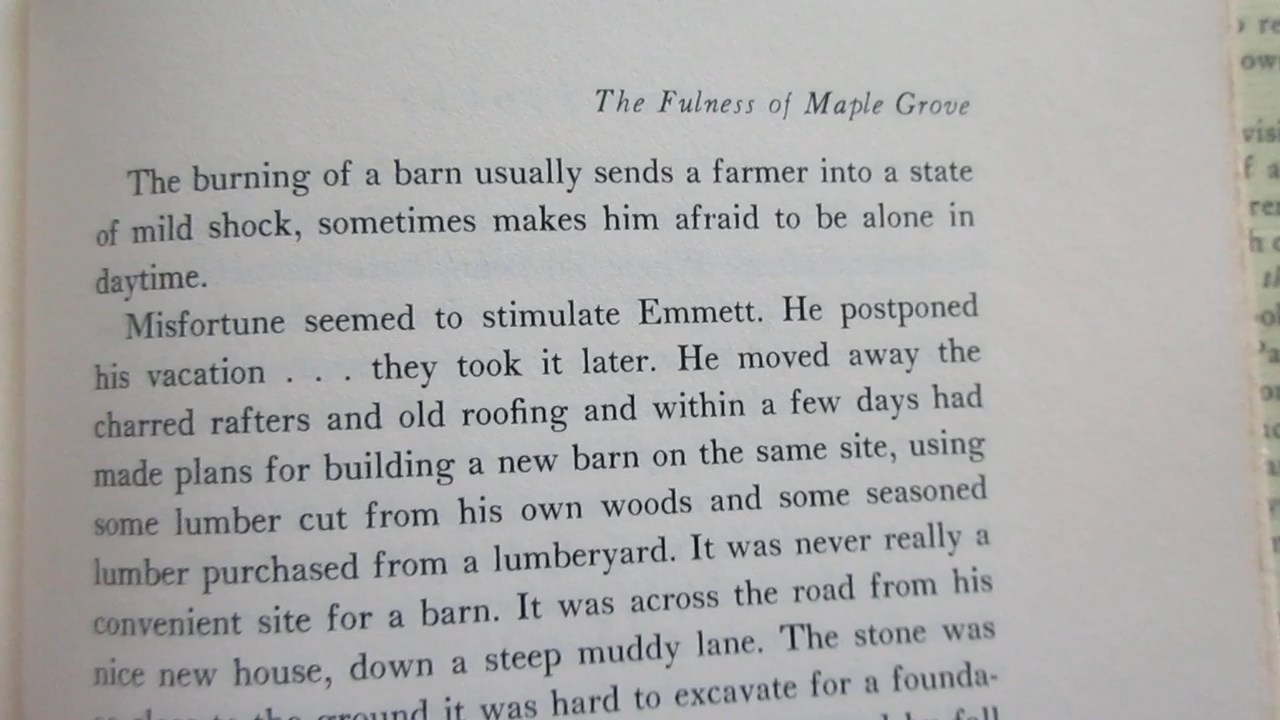 The Fulness of Maple Grove
The burning of a barn usually sends a farmer into a state
of mild shock, sometimes makes him afraid to be alone in
daytime.
Misfortune seemed to stimulate Emmett. He postponed
his vacation . . . they took it later. He moved away the
charred rafters and old roofing and within a few days had
made plans for building a new barn on the same site, using
some lumber cut from his own woods and some seasoned
lumber purchased from a lumberyard. It was never really a
convenient site for a barn. It was across the road from his
nice new house, down a steep muddy lane. The stone was
the ground it was hard to excavate for a founda-